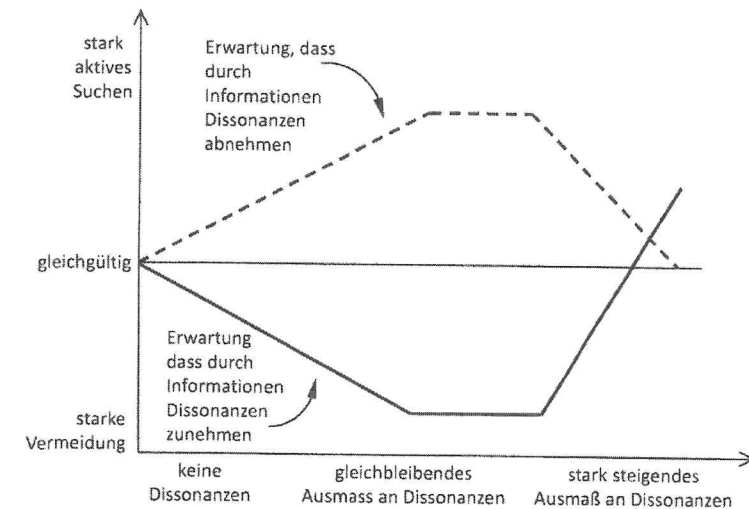 stark
aktives
Suchen
Erwartung, dass
durch
Informationen
Dissonanzen
abnehmen
gleichgültig
Erwartung
dass durch
Informationen
Dissonanzen
zunehmen
starke
Vermeidung
keine
Dissonanzen
gleichbleibendes
Ausmass an Dissonanzen
stark steigendes
Ausmaß an Dissonanzen